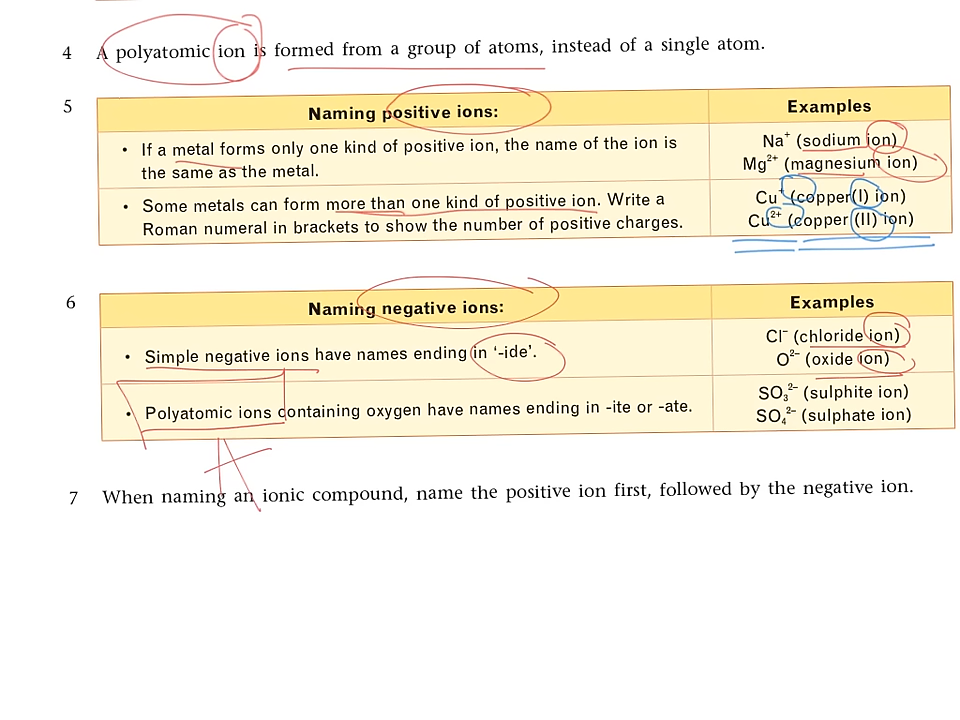 4 A polyatomic ion is formed from a group of atoms, instead of a single atom.
5
Naming positive ions:
Examples
• If a metal forms only one kind of positive ion, the name of the ion is
the same as the metal.
Na⁺ (sodium ion)
Mg²⁺ (magnesium ion)
• Some metals can form more than one kind of positive ion. Write a
Roman numeral in brackets to show the number of positive charges.
Cu⁺ (copper(I) ion)
Cu²⁺ (copper(II) ion)
6
Naming negative ions:
Examples
• Simple negative ions have names ending in ‘-ide’.
Cl⁻ (chloride ion)
O²⁻ (oxide ion)
• Polyatomic ions containing oxygen have names ending in -ite or -ate.
SO₃²⁻ (sulphite ion)
SO₄²⁻ (sulphate ion)
7 When naming an ionic compound, name the positive ion first, followed by the negative ion.